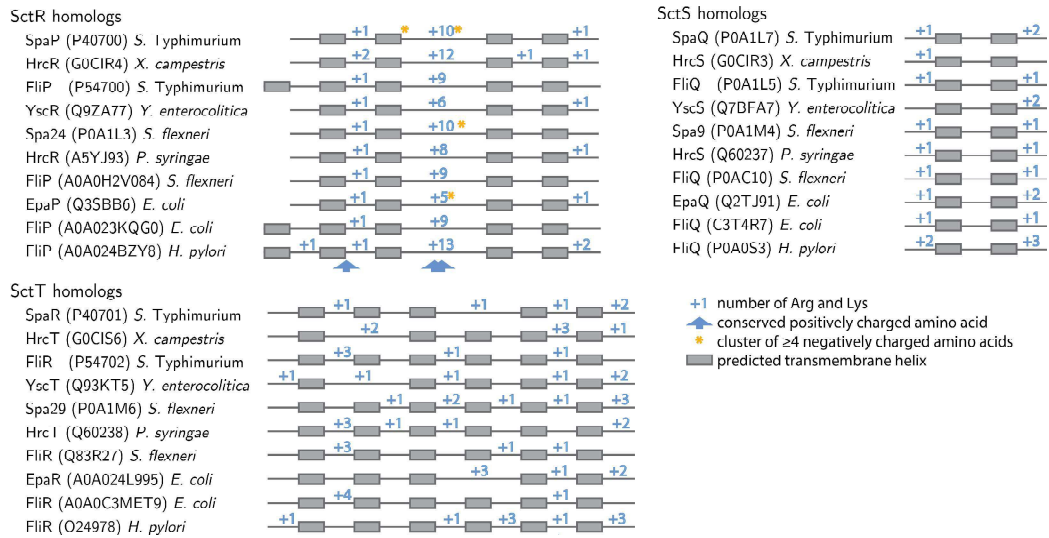 SctR homologs
SpaP (P40700) S. Typhimurium +1 * +10 * +1
HrcR (G0CIR4) X. campestris +2 +12 +1 +1
FliP (P54700) S. Typhimurium +1 +9
YscR (Q9ZA77) Y. enterocolitica +1 +6 +1
Spa24 (P0A1L3) S. flexneri +1 +10 *
HrcR (A5YJ93) P. syringae +1 +8 +1
FliP (A0A0H2V084) S. flexneri +1 +9
EpaP (Q3SBB6) E. coli +1 +5 * +1
FliP (A0A023KQG0) E. coli +1 +9
FliP (A0A024BZY8) H. pylori +1 +1 +13 +2
SctS homologs
SpaQ (P0A1L7) S. Typhimurium +1 +2
HrcS (G0CIR3) X. campestris +1
FliQ (P0A1L5) S. Typhimurium +1 +1
YscS (Q7BFA7) Y. enterocolitica +2
Spa9 (P0A1M4) S. flexneri +1 +1
HrcS (Q60237) P. syringae +1 +1
FliQ (P0AC10) S. flexneri +1 +1
EpaQ (Q2TJ91) E. coli +1 +2
FliQ (C3T4R7) E. coli +1 +1
FliQ (P0A0S3) H. pylori +2 +3
SctT homologs
SpaR (P40701) S. Typhimurium +1 +1 +1 +2
HrcT (G0CIS6) X. campestris +2 +3 +1
FliR (P54702) S. Typhimurium +3 +1 +1
YscT (Q93KT5) Y. enterocolitica +1 +1 +1 +1 +2
Spa29 (P0A1M6) S. flexneri +1 +2 +1 +1 +3
HrcT (Q60238) P. syringae +3 +1 +1 +2
FliR (Q83R27) S. flexneri +3 +1 +1
EpaR (A0A024L995) E. coli +3 +1 +2
FliR (A0A0C3MET9) E. coli +4 +1
FliR (O24978) H. pylori +1 +1 +3 +1 +3
+1 number of Arg and Lys
conserved positively charged amino acid
* cluster of ≥4 negatively charged amino acids
predicted transmembrane helix